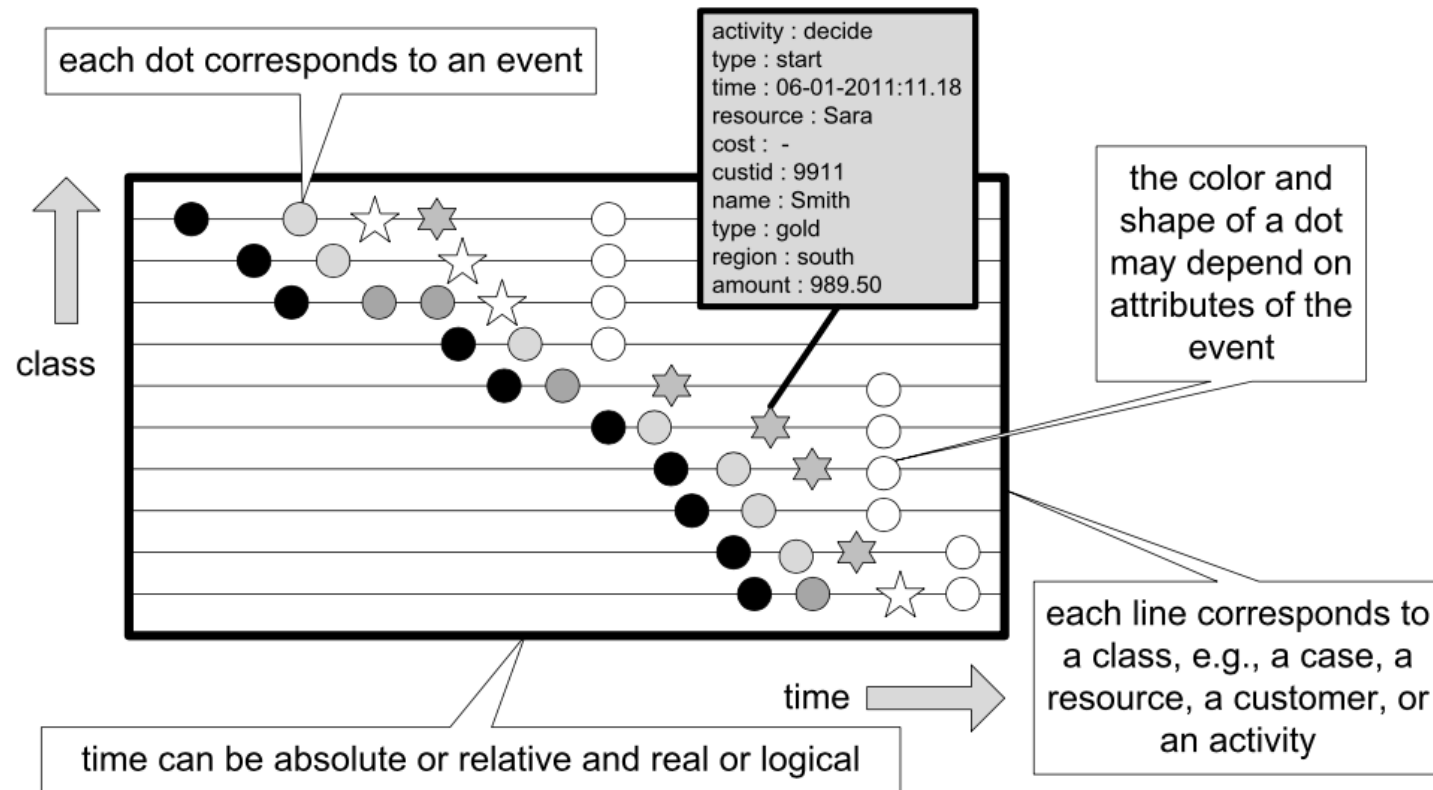 each dot corresponds to an event
activity : decide
type : start
time : 06-01-2011:11.18
resource : Sara
cost :  -
custid : 9911
name : Smith
type : gold
region : south
amount : 989.50
the color and
shape of a dot
may depend on
attributes of the
event
class
each line corresponds to
a class, e.g., a case, a
resource, a customer, or
an activity
time
time can be absolute or relative and real or logical